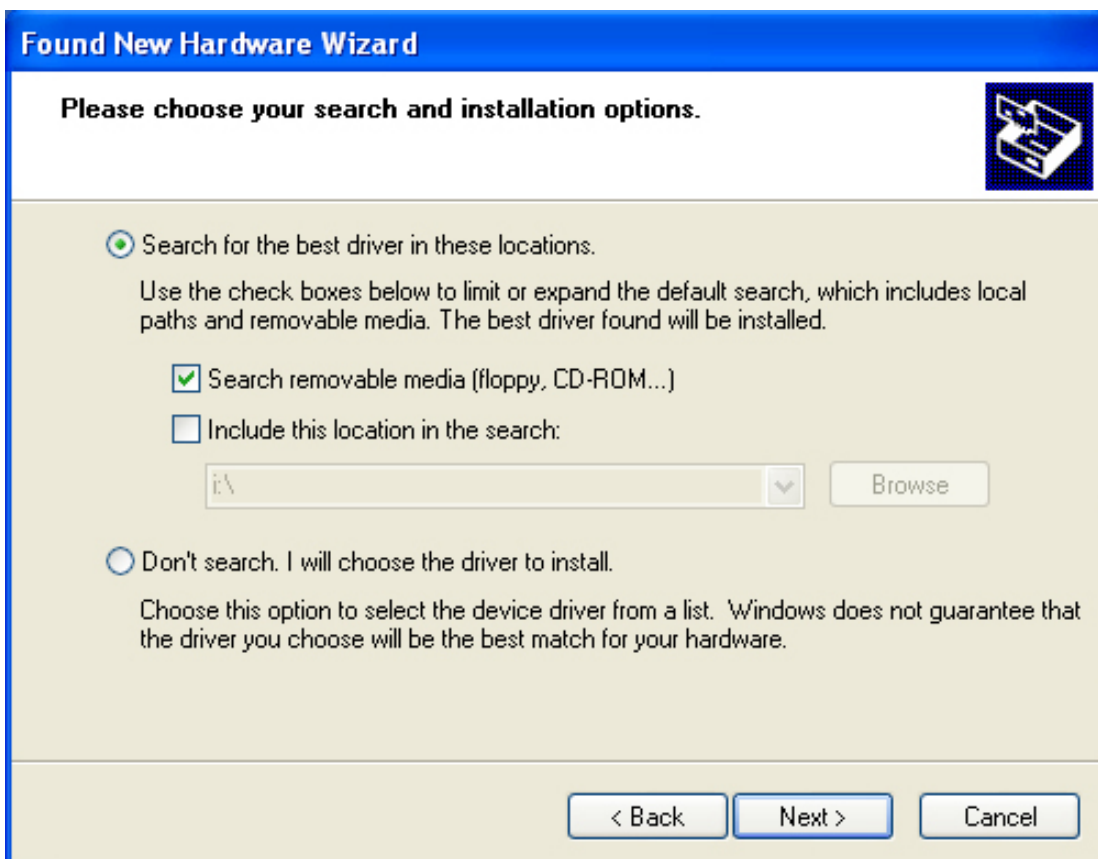 Found New Hardware Wizard
Please choose your search and installation options.
Search for the best driver in these locations.
Use the check boxes below to limit or expand the default search, which includes local
paths and removable media. The best driver found will be installed.
Search removable media (floppy, CD-ROM...)
Include this location in the search:
i:\
Browse
Don't search. I will choose the driver to install.
Choose this option to select the device driver from a list. Windows does not guarantee that
the driver you choose will be the best match for your hardware.
< Back Next > Cancel